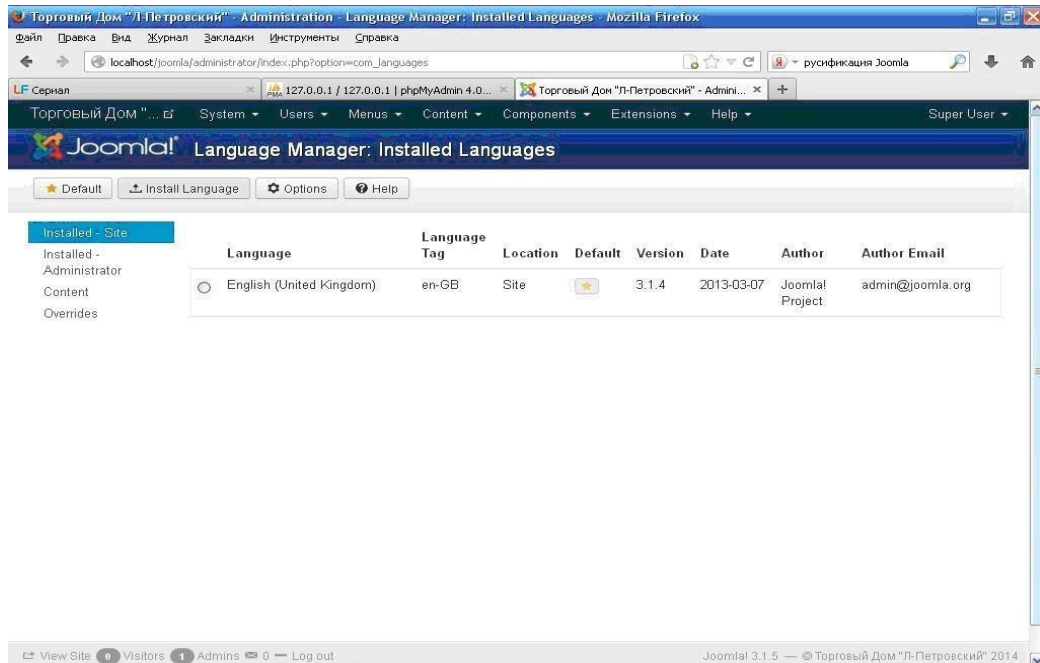 Торговый Дом "Л-Петровский" - Administration - Language Manager: Installed Languages - Mozilla Firefox
Файл Правка Вид Журнал Закладки Инструменты Справка
localhost/joomla/administrator/index.php?option=com_languages русификация Joomla
LF Сериал 127.0.0.1 / 127.0.0.1 | phpMyAdmin 4.0... Торговый Дом "Л-Петровский" - Admini...
Торговый Дом "... System Users Menus Content Components Extensions Help Super User
Joomla! Language Manager: Installed Languages
Default Install Language Options Help
Installed - Site
Installed - Administrator
Content
Overrides
Language Language Tag Location Default Version Date Author Author Email
English (United Kingdom) en-GB Site 3.1.4 2013-03-07 Joomla! Project admin@joomla.org
View Site 0 Visitors 1 Admins 0 — Log out Joomla! 3.1.5 — © Торговый Дом "Л-Петровский" 2014